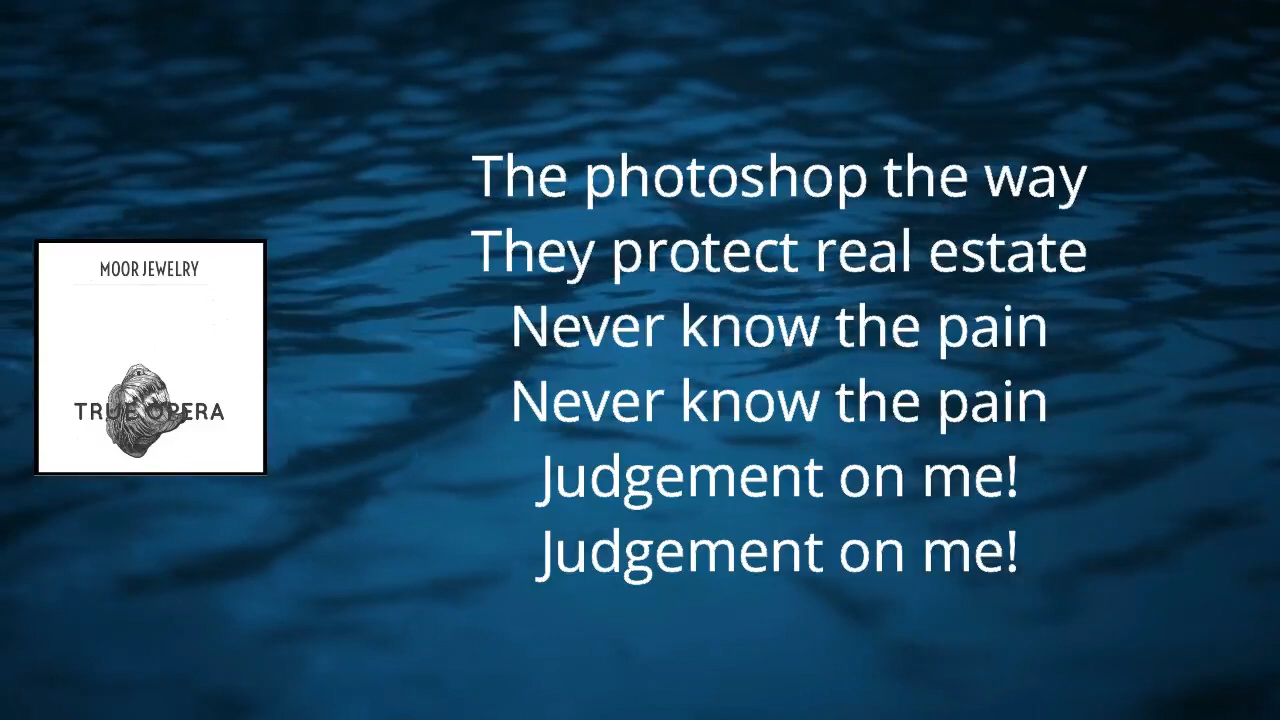 MOOR JEWELRY
TRUE OPERA
The photoshop the way
They protect real estate
Never know the pain
Never know the pain
Judgement on me!
Judgement on me!